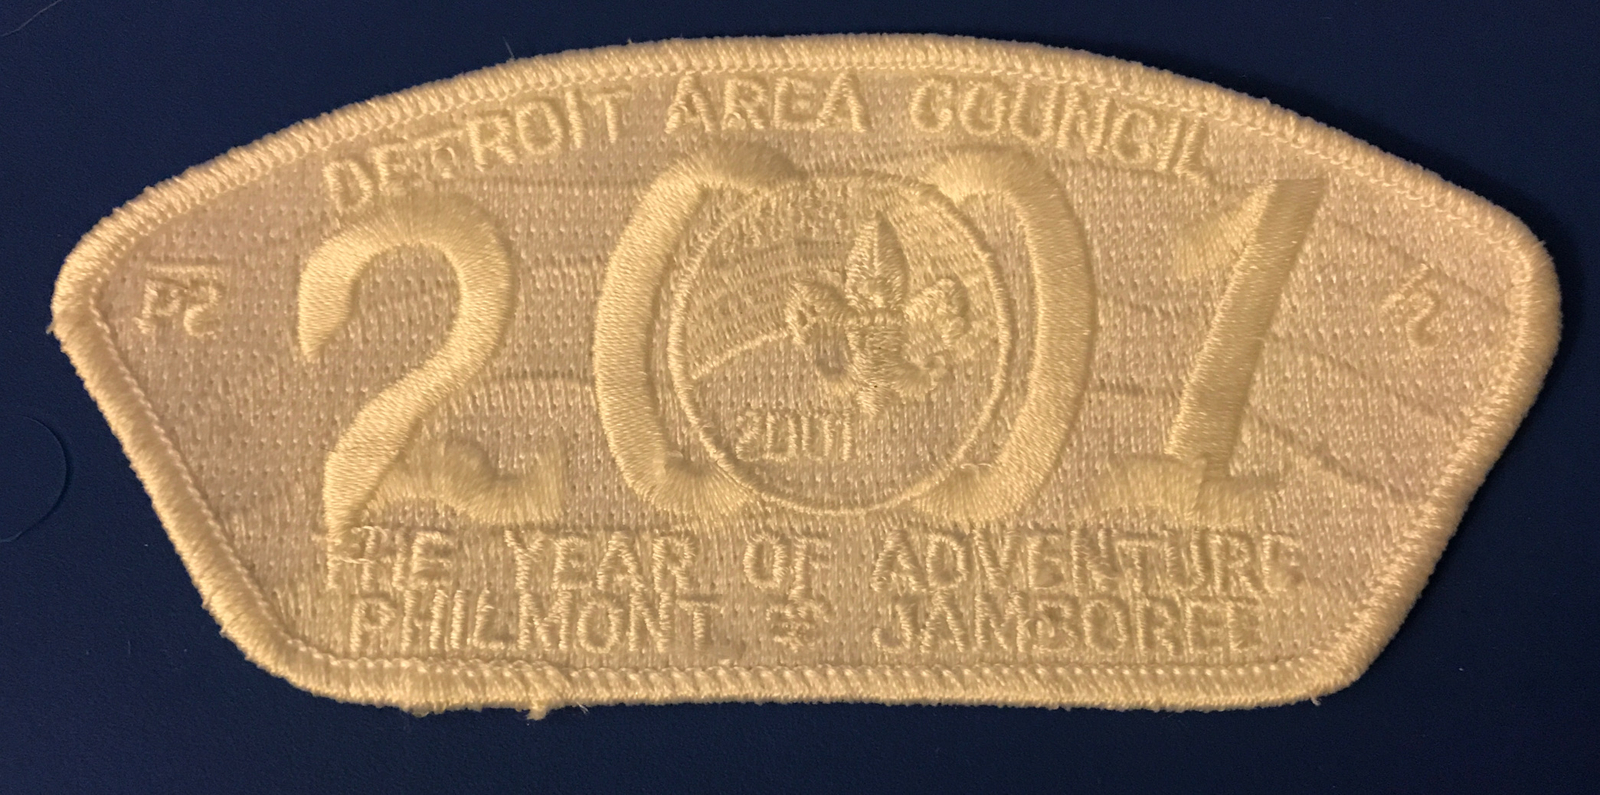 DETROIT AREA COUNCIL
2001
2001
THE YEAR OF ADVENTURE
PHILMONT & JAMBOREE